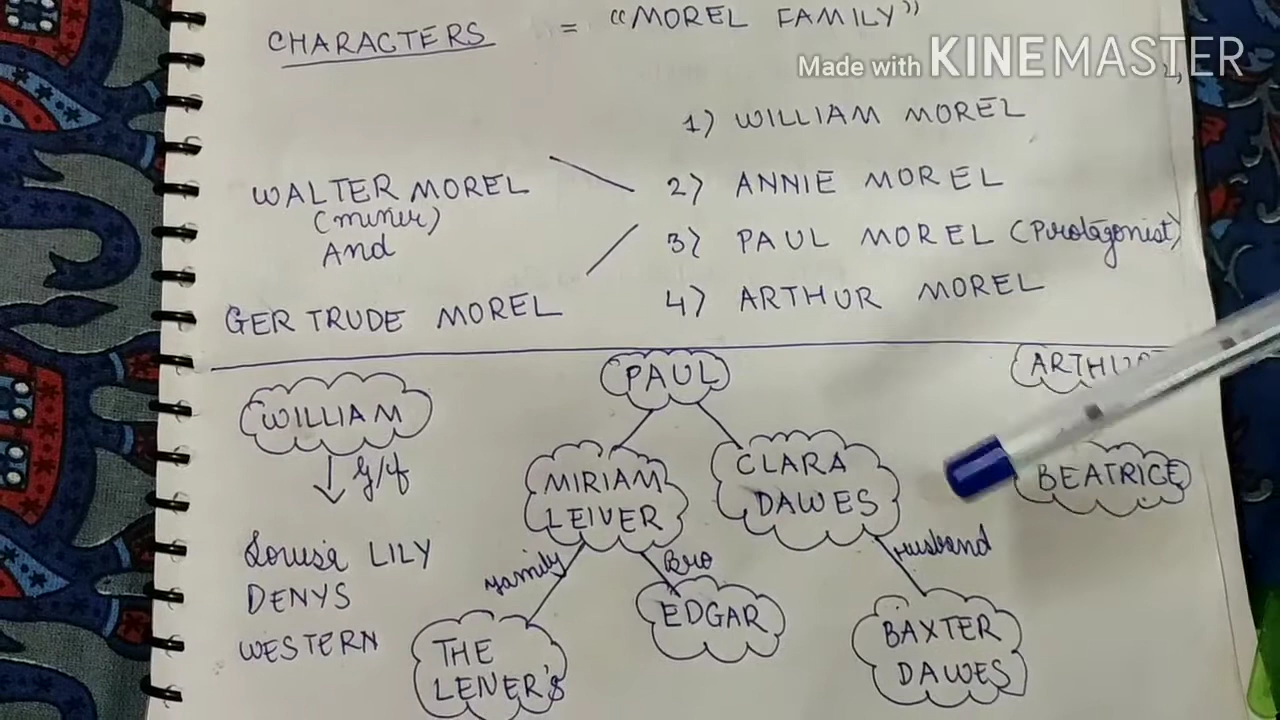 CHARACTERS = "MOREL FAMILY"
Made with KINEMASTER
1) WILLIAM MOREL
WALTER MOREL
(miner)
And
GERTRUDE MOREL
2) ANNIE MOREL
3) PAUL MOREL (Protagonist)
4) ARTHUR MOREL
WILLIAM
g/f
Louise LILY
DENYS
WESTERN
PAUL
MIRIAM
LEIVER
Family
THE
LEIVER'S
Bro
EDGAR
CLARA
DAWES
Husband
BAXTER
DAWES
ARTHUR
BEATRICE